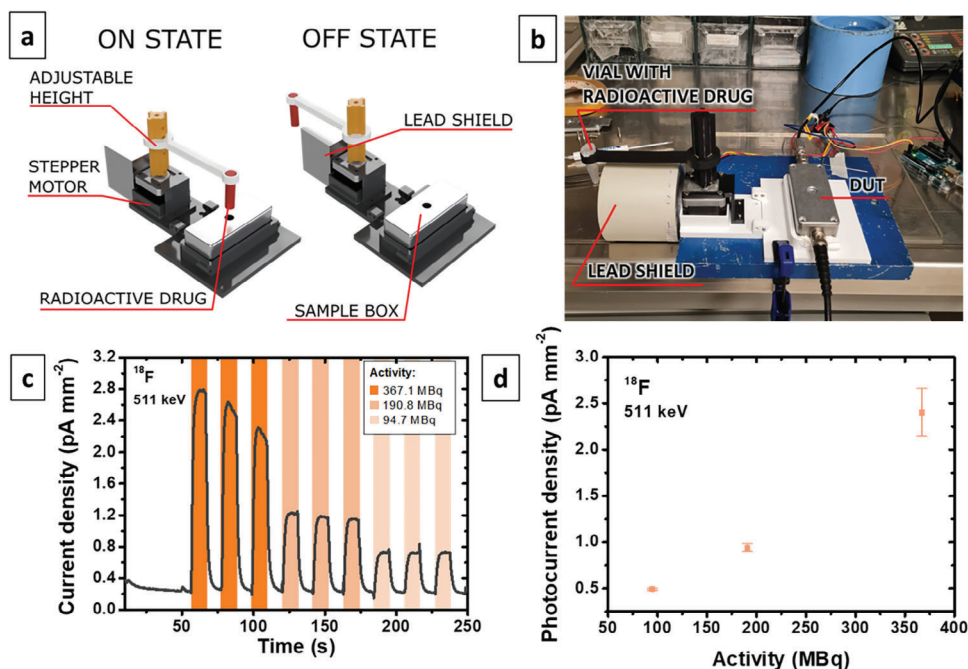 a
ON STATE
OFF STATE
ADJUSTABLE
HEIGHT
LEAD SHIELD
STEPPER
MOTOR
RADIOACTIVE DRUG
SAMPLE BOX
b
VIAL WITH
RADIOACTIVE DRUG
DUT
LEAD SHIELD
c
Current density (pA mm⁻²)
3.2
2.8
2.4
2.0
1.6
1.2
0.8
0.4
0.0
¹⁸F
511 keV
Activity:
367.1 MBq
190.8 MBq
94.7 MBq
50
100
150
200
250
Time (s)
d
Photocurrent density (pA mm⁻²)
3.0
2.5
2.0
1.5
1.0
0.5
¹⁸F
511 keV
50
100
150
200
250
300
350
400
Activity (MBq)